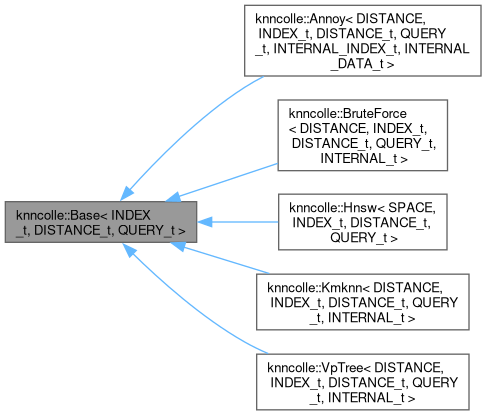 knncolle::Annoy< DISTANCE,
INDEX_t, DISTANCE_t, QUERY
_t, INTERNAL_INDEX_t, INTERNAL
_DATA_t >
knncolle::BruteForce
< DISTANCE, INDEX_t,
DISTANCE_t, QUERY_t,
INTERNAL_t >
knncolle::Base< INDEX
_t, DISTANCE_t, QUERY_t >
knncolle::Hnsw< SPACE,
INDEX_t, DISTANCE_t,
QUERY_t >
knncolle::Kmknn< DISTANCE,
INDEX_t, DISTANCE_t, QUERY
_t, INTERNAL_t >
knncolle::VpTree< DISTANCE,
INDEX_t, DISTANCE_t, QUERY
_t, INTERNAL_t >